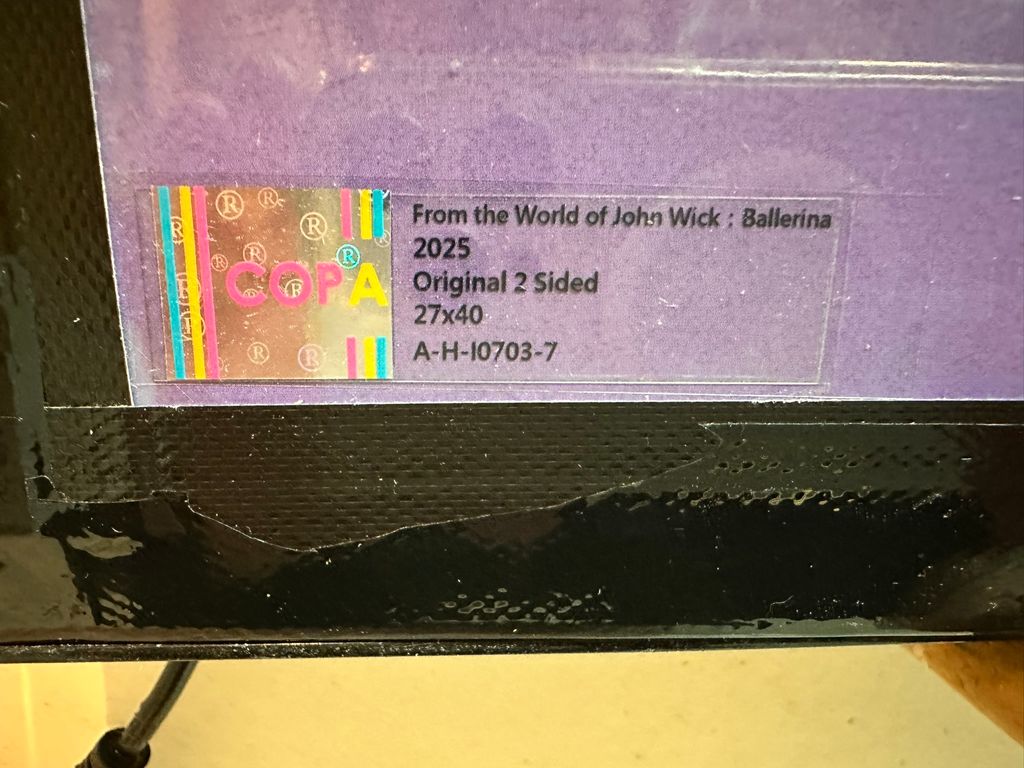 COPA®
From the World of John Wick : Ballerina
2025
Original 2 Sided
27x40
A-H-I0703-7